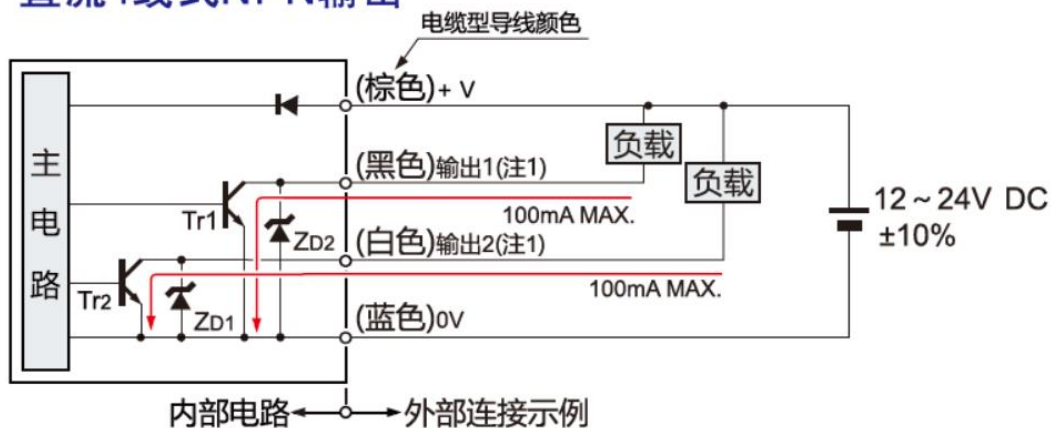 电缆型导线颜色
(棕色)+ V
主电路
(黑色)输出1(注1)
负载
负载
Tr1
100mA MAX.
12~24V DC
±10%
ZD2
(白色)输出2(注1)
Tr2
100mA MAX.
ZD1
(蓝色)0V
内部电路
外部连接示例